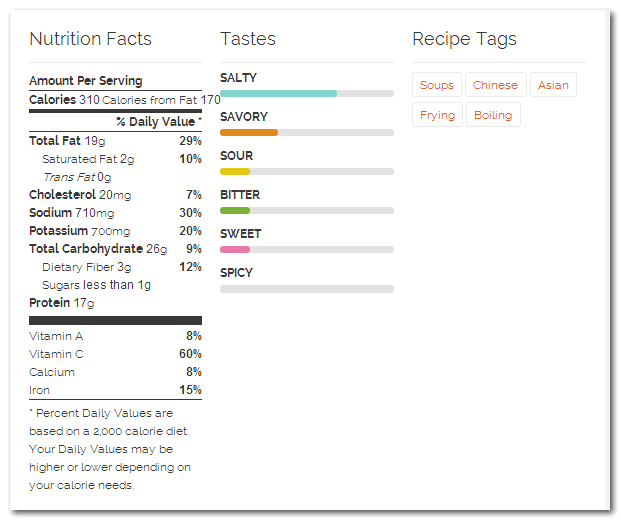 Nutrition Facts
Amount Per Serving
Calories 310 Calories from Fat 170
% Daily Value *
Total Fat 19g 29%
Saturated Fat 2g 10%
Trans Fat 0g
Cholesterol 20mg 7%
Sodium 710mg 30%
Potassium 700mg 20%
Total Carbohydrate 26g 9%
Dietary Fiber 3g 12%
Sugars less than 1g
Protein 17g
Vitamin A 8%
Vitamin C 60%
Calcium 8%
Iron 15%
* Percent Daily Values are
based on a 2,000 calorie diet.
Your Daily Values may be
higher or lower depending on
your calorie needs.
Tastes
SALTY
SAVORY
SOUR
BITTER
SWEET
SPICY
Recipe Tags
Soups Chinese Asian
Frying Boiling